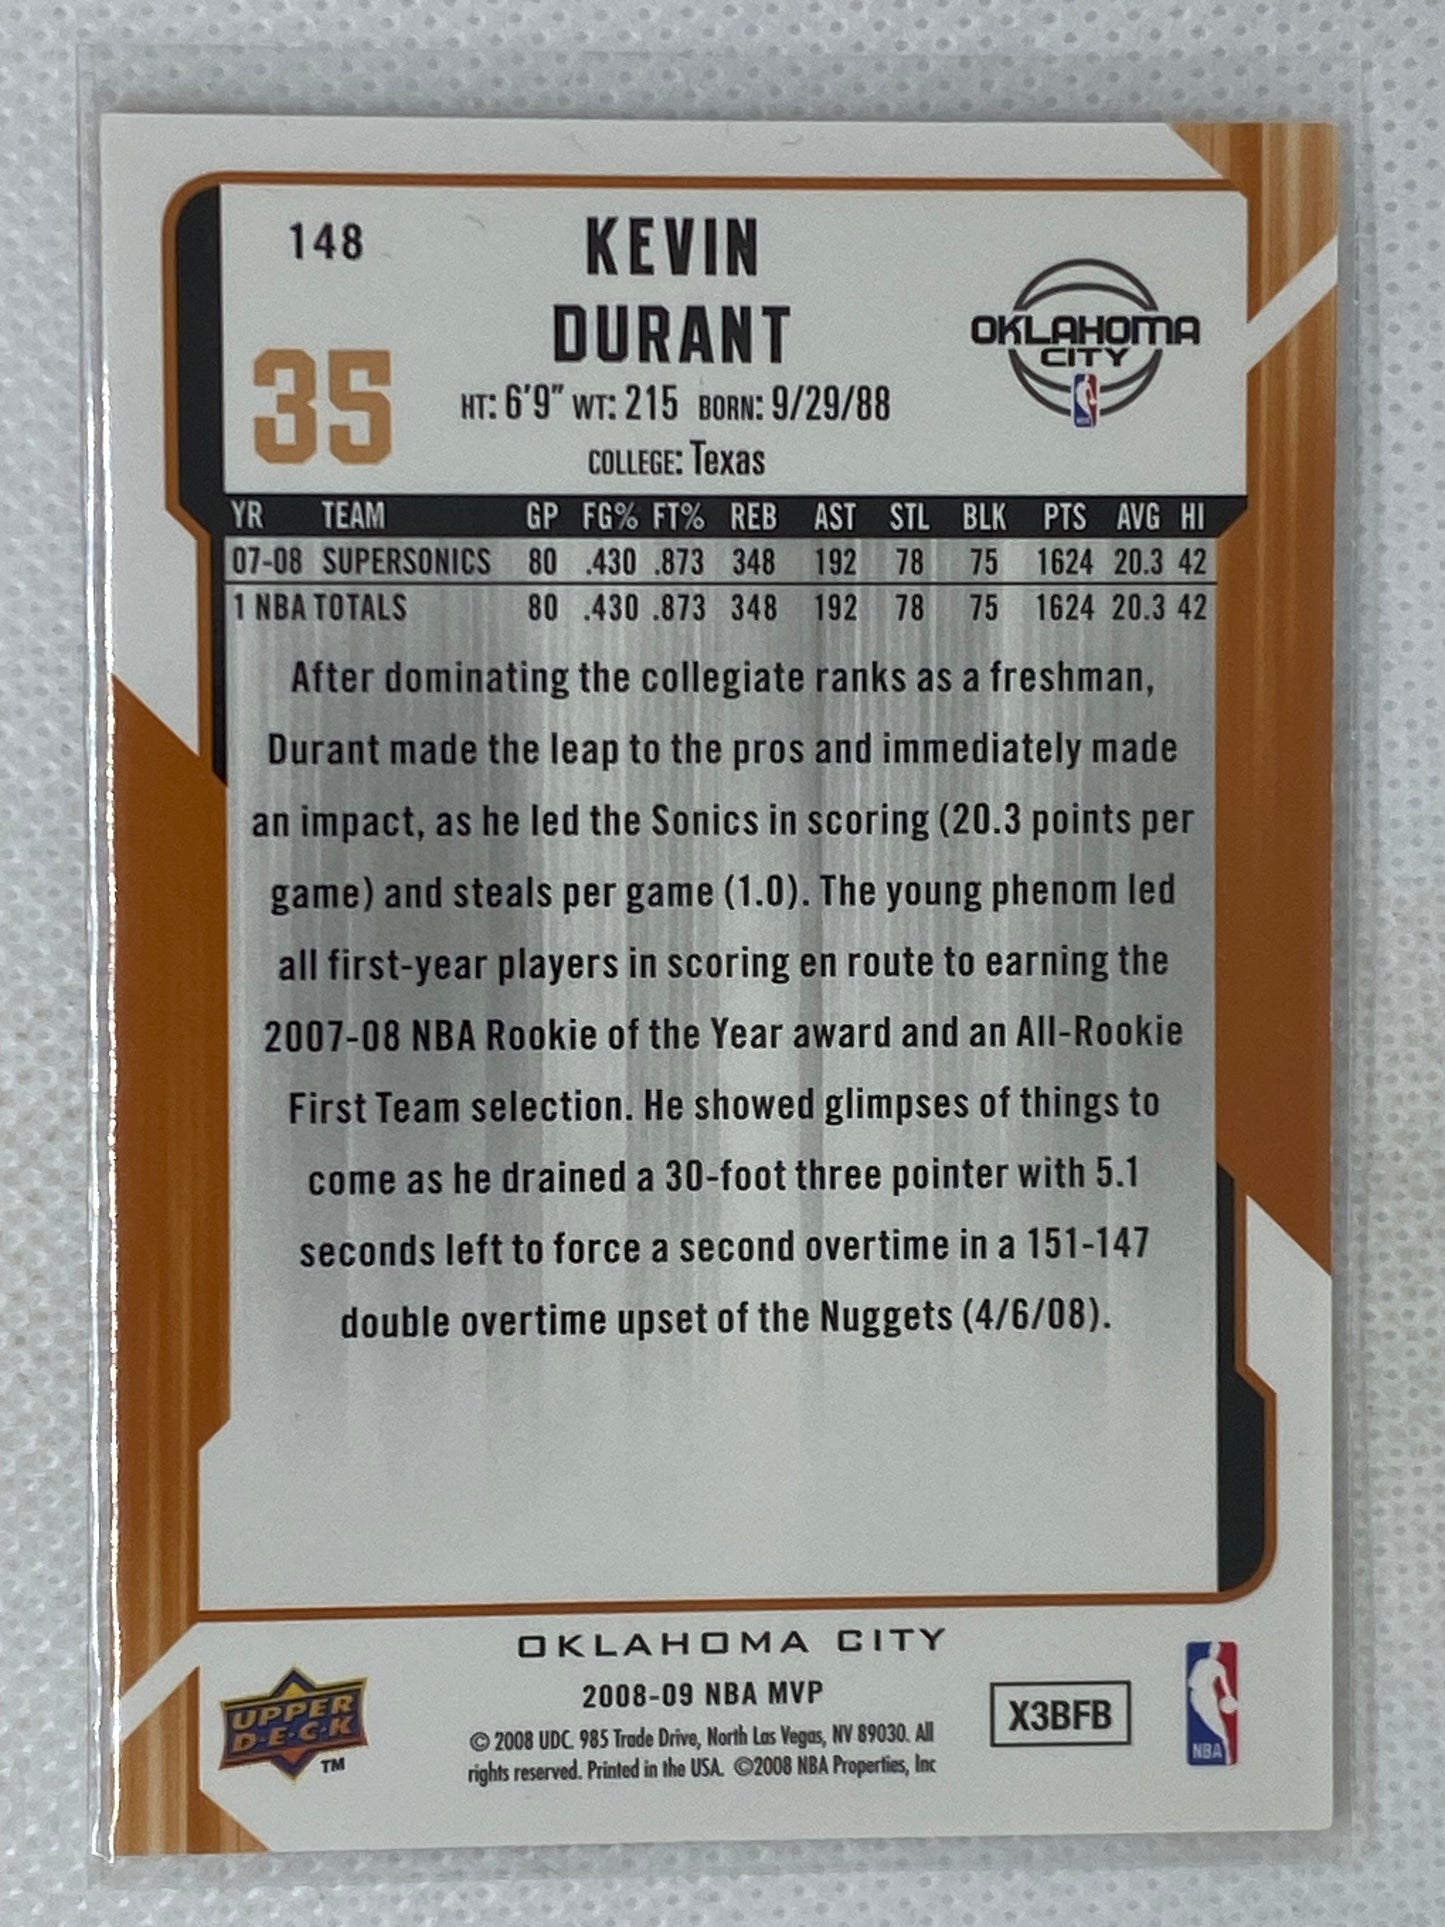 148
KEVIN
DURANT
35
HT: 6'9" WT: 215 BORN: 9/29/88
COLLEGE: Texas
OKLAHOMA
CITY
YR TEAM GP FG% FT% REB AST STL BLK PTS AVG HI
07-08 SUPERSONICS 80 .430 .873 348 192 78 75 1624 20.3 42
1 NBA TOTALS 80 .430 .873 348 192 78 75 1624 20.3 42
After dominating the collegiate ranks as a freshman,
Durant made the leap to the pros and immediately made
an impact, as he led the Sonics in scoring (20.3 points per
game) and steals per game (1.0). The young phenom led
all first-year players in scoring en route to earning the
2007-08 NBA Rookie of the Year award and an All-Rookie
First Team selection. He showed glimpses of things to
come as he drained a 30-foot three pointer with 5.1
seconds left to force a second overtime in a 151-147
double overtime upset of the Nuggets (4/6/08).
OKLAHOMA CITY
2008-09 NBA MVP
© 2008 UDC. 985 Trade Drive, North Las Vegas, NV 89030. All
rights reserved. Printed in the USA. ©2008 NBA Properties, Inc
UPPER
D·E·C·K
TM
X3BFB
NBA